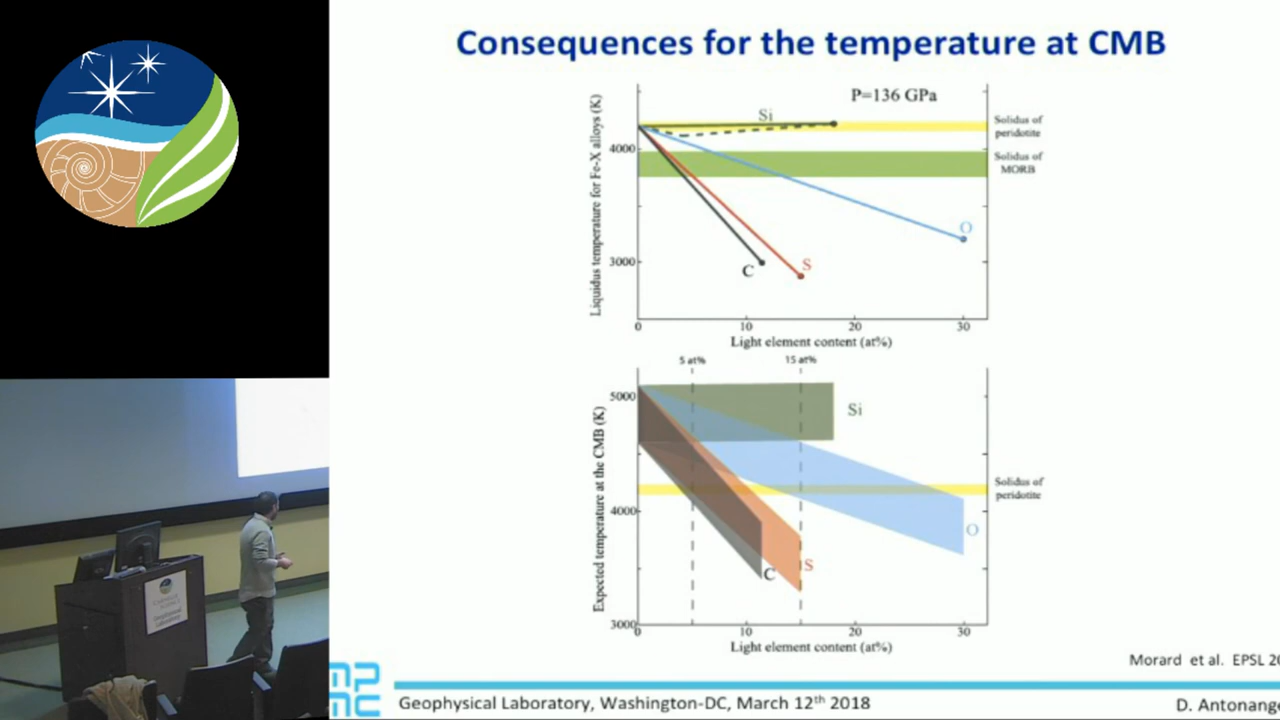 Consequences for the temperature at CMB
P=136 GPa
Liquidus temperature for Fe-X alloys (K)
4000
3000
Si
O
C
S
Solidus of
peridotite
Solidus of
MORB
0 10 20 30
Light element content (at%)
5 at% 15 at%
Expected temperature at the CMB (K)
5000
4000
3000
Si
O
C
S
Solidus of
peridotite
0 10 20 30
Light element content (at%)
Morard et al. EPSL 20
Geophysical Laboratory, Washington-DC, March 12th 2018
D. Antonange